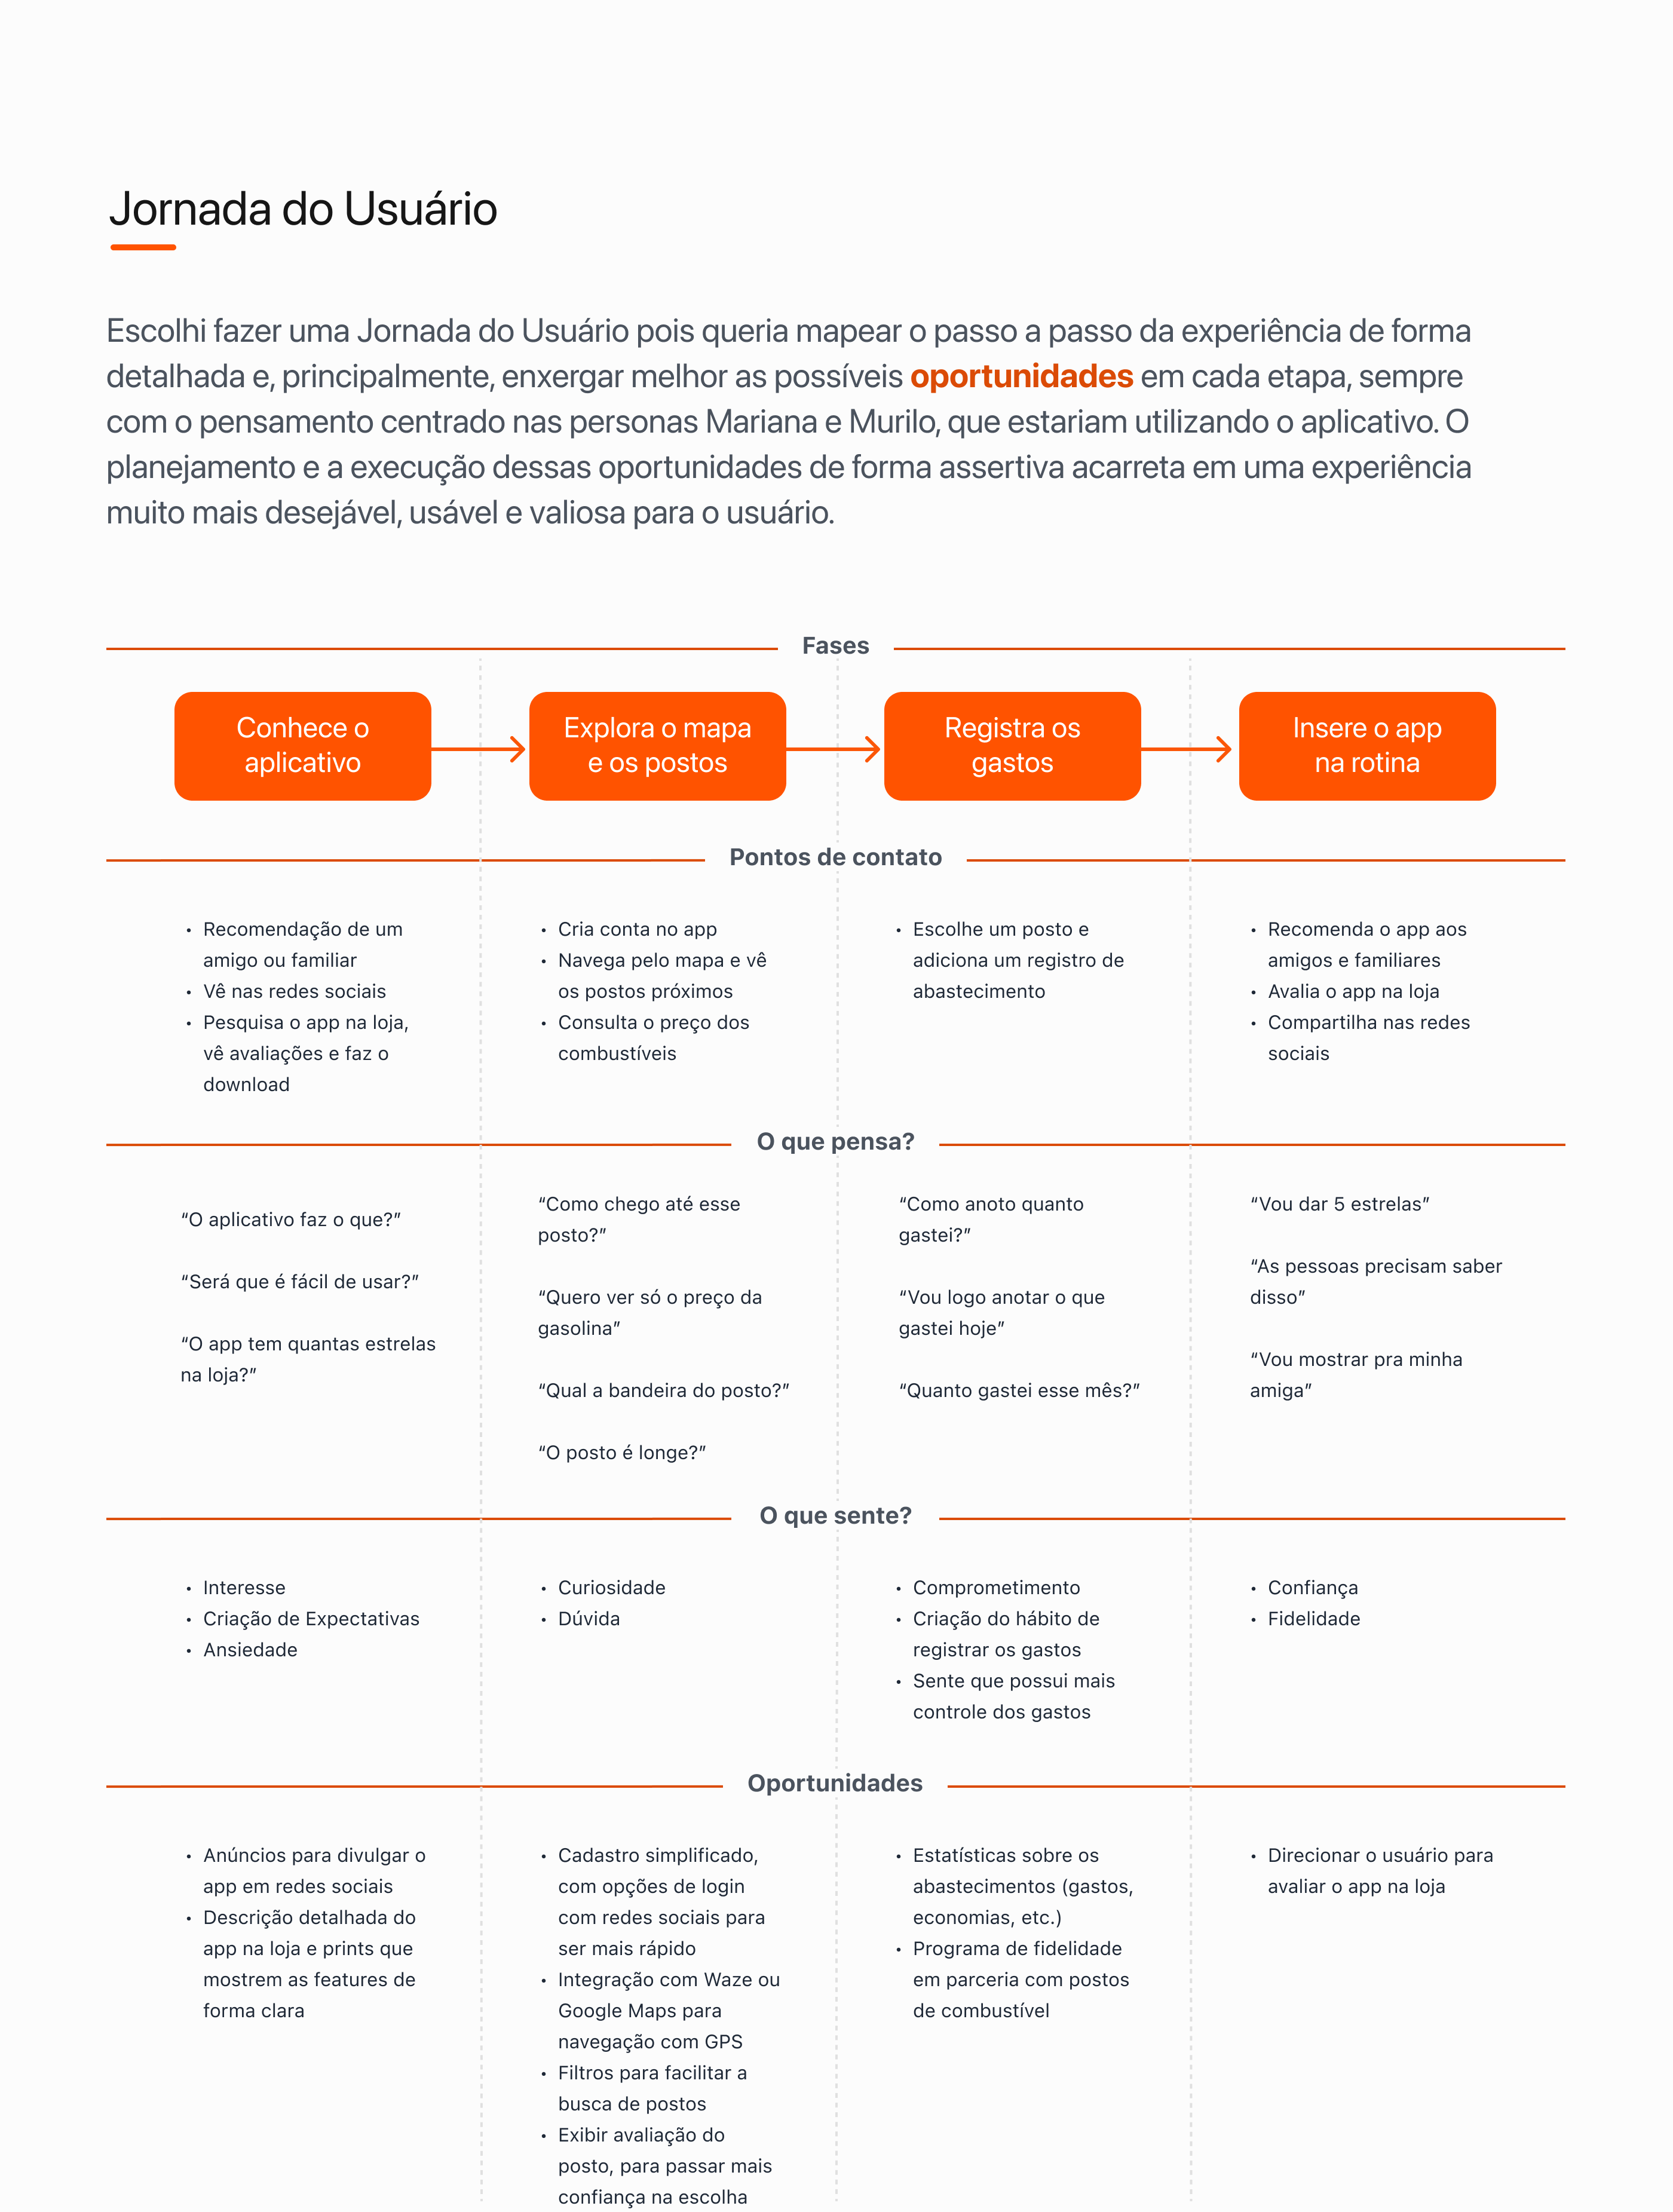 Jornada do Usuário
Escolhi fazer uma Jornada do Usuário pois queria mapear o passo a passo da experiência de forma
detalhada e, principalmente, enxergar melhor as possíveis oportunidades em cada etapa, sempre
com o pensamento centrado nas personas Mariana e Murilo, que estariam utilizando o aplicativo. O
planejamento e a execução dessas oportunidades de forma assertiva acarreta em uma experiência
muito mais desejável, usável e valiosa para o usuário.
Fases
Conhece o
aplicativo
Explora o mapa
e os postos
Registra os
gastos
Insere o app
na rotina
Pontos de contato
• Recomendação de um
amigo ou familiar
• Vê nas redes sociais
• Pesquisa o app na loja,
vê avaliações e faz o
download
• Cria conta no app
• Navega pelo mapa e vê
os postos próximos
• Consulta o preço dos
combustíveis
• Escolhe um posto e
adiciona um registro de
abastecimento
• Recomenda o app aos
amigos e familiares
• Avalia o app na loja
• Compartilha nas redes
sociais
O que pensa?
“O aplicativo faz o que?”
“Será que é fácil de usar?”
“O app tem quantas estrelas
na loja?”
“Como chego até esse
posto?”
“Quero ver só o preço da
gasolina”
“Qual a bandeira do posto?”
“O posto é longe?”
“Como anoto quanto
gastei?”
“Vou logo anotar o que
gastei hoje”
“Quanto gastei esse mês?”
“Vou dar 5 estrelas”
“As pessoas precisam saber
disso”
“Vou mostrar pra minha
amiga”
O que sente?
• Interesse
• Criação de Expectativas
• Ansiedade
• Curiosidade
• Dúvida
• Comprometimento
• Criação do hábito de
registrar os gastos
• Sente que possui mais
controle dos gastos
• Confiança
• Fidelidade
Oportunidades
• Anúncios para divulgar o
app em redes sociais
• Descrição detalhada do
app na loja e prints que
mostrem as features de
forma clara
• Cadastro simplificado,
com opções de login
com redes sociais para
ser mais rápido
• Integração com Waze ou
Google Maps para
navegação com GPS
• Filtros para facilitar a
busca de postos
• Exibir avaliação do
posto, para passar mais
confiança na escolha
• Estatísticas sobre os
abastecimentos (gastos,
economias, etc.)
• Programa de fidelidade
em parceria com postos
de combustível
• Direcionar o usuário para
avaliar o app na loja